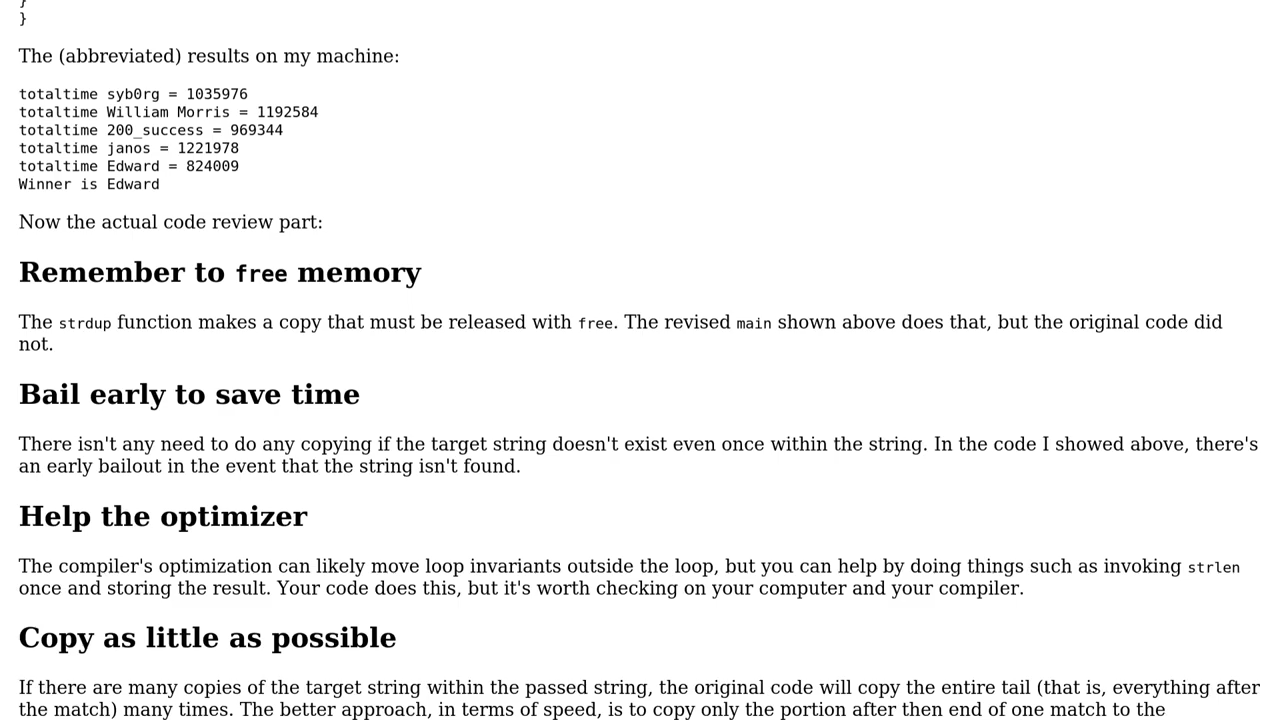 }
}
The (abbreviated) results on my machine:
totaltime syb0rg = 1035976
totaltime William Morris = 1192584
totaltime 200_success = 969344
totaltime janos = 1221978
totaltime Edward = 824009
Winner is Edward
Now the actual code review part:
Remember to free memory
The strdup function makes a copy that must be released with free. The revised main shown above does that, but the original code did
not.
Bail early to save time
There isn't any need to do any copying if the target string doesn't exist even once within the string. In the code I showed above, there's
an early bailout in the event that the string isn't found.
Help the optimizer
The compiler's optimization can likely move loop invariants outside the loop, but you can help by doing things such as invoking strlen
once and storing the result. Your code does this, but it's worth checking on your computer and your compiler.
Copy as little as possible
If there are many copies of the target string within the passed string, the original code will copy the entire tail (that is, everything after
the match) many times. The better approach, in terms of speed, is to copy only the portion after then end of one match to the